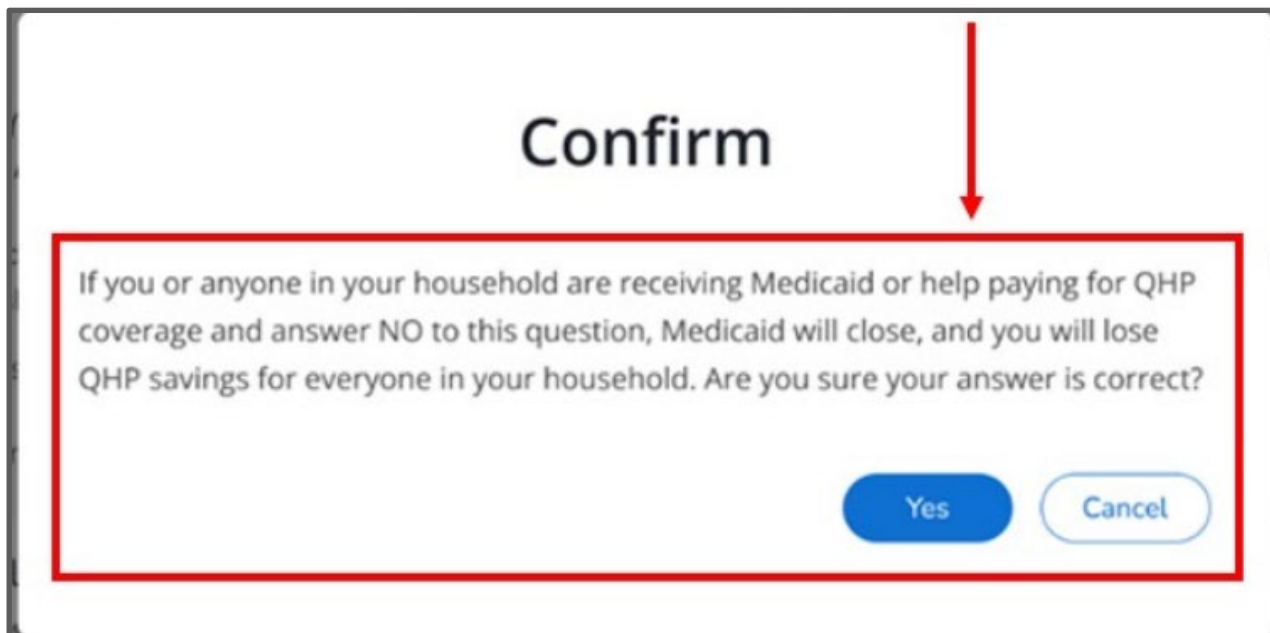 Confirm
If you or anyone in your household are receiving Medicaid or help paying for QHP
coverage and answer NO to this question, Medicaid will close, and you will lose
QHP savings for everyone in your household. Are you sure your answer is correct?
Yes Cancel